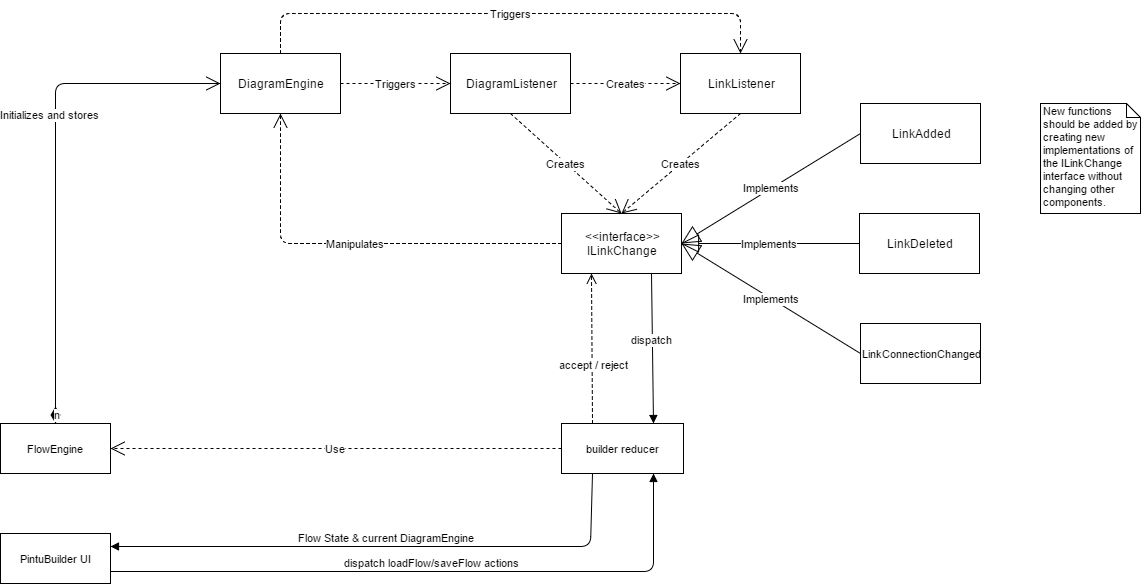 Triggers
DiagramEngine
Triggers
DiagramListener
Creates
LinkListener
Initializes and stores
New functions
should be added by
creating new
implementations of
the ILinkChange
interface without
changing other
components.
LinkAdded
Creates
Creates
Implements
<<interface>>
ILinkChange
Manipulates
Implements
LinkDeleted
Implements
dispatch
LinkConnectionChanged
accept / reject
n
FlowEngine
Use
builder reducer
Flow State & current DiagramEngine
PintuBuilder UI
dispatch loadFlow/saveFlow actions